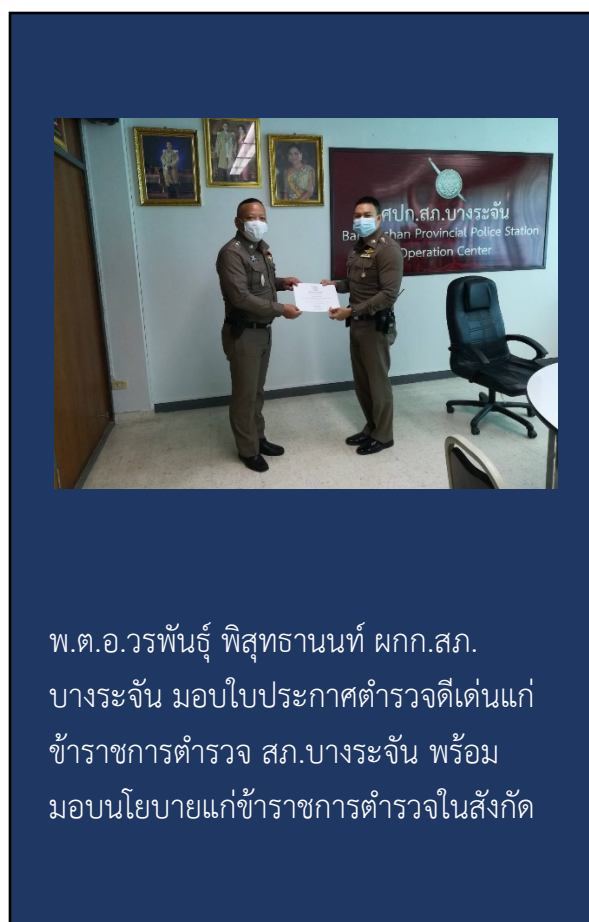 ศปก.สภ.บางระจัน
Provincial Police Station
Operation Center
พ.ต.อ.วรพันธุ์ พิสุทธานนท์ ผกก.สภ.
บางระจัน มอบใบประกาศตำรวจดีเด่นแก่
ข้าราชการตำรวจ สภ.บางระจัน พร้อม
มอบนโยบายแก่ข้าราชการตำรวจในสังกัด